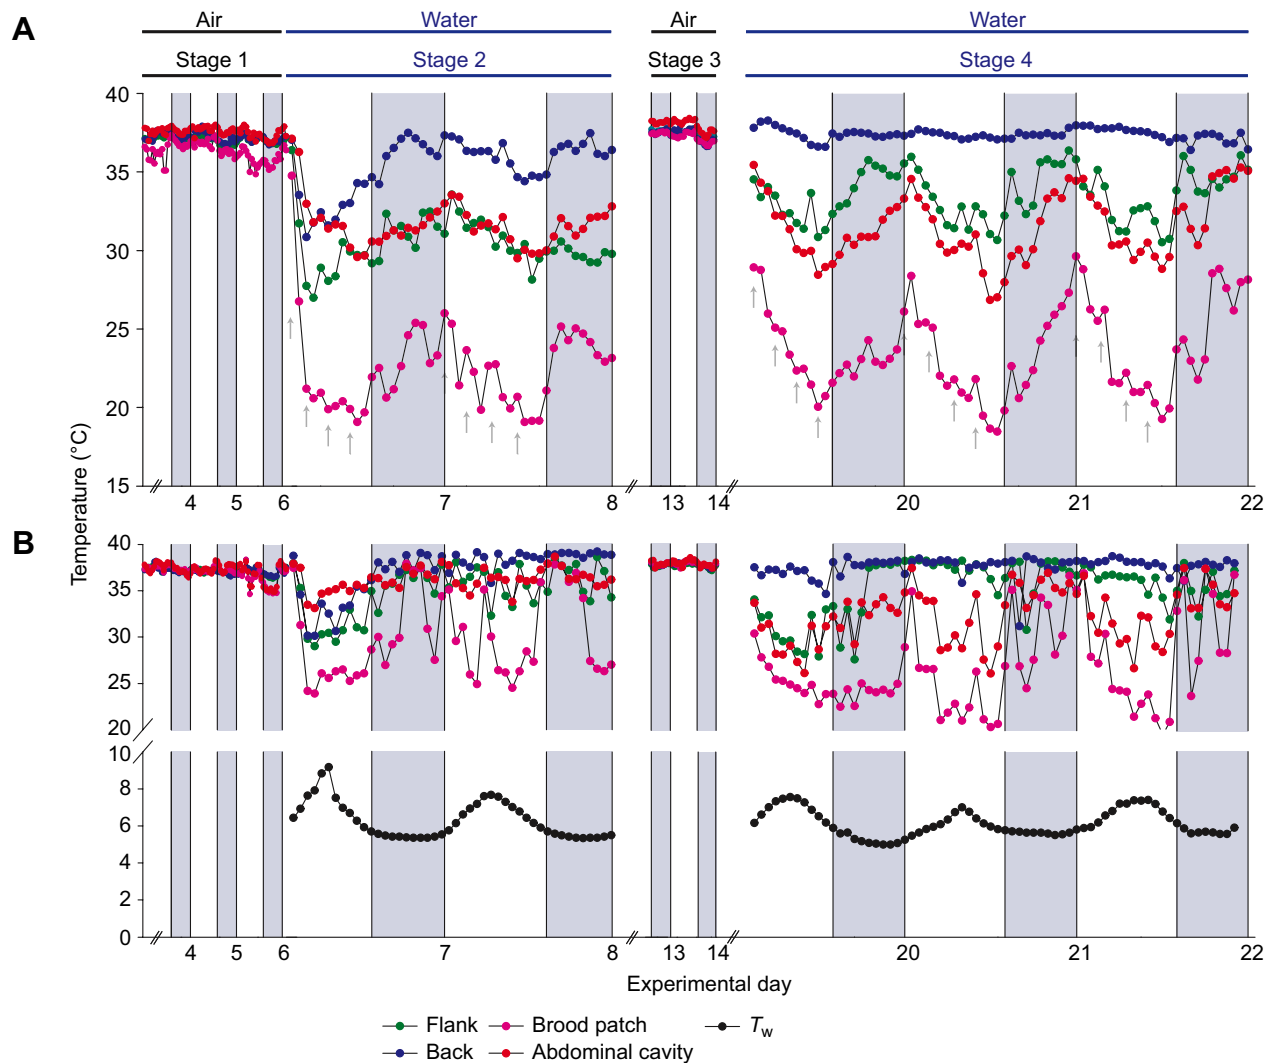 A
Air
Water
Air
Water
Stage 1
Stage 2
Stage 3
Stage 4
40
35
30
25
20
15
4
5
6
7
8
13
14
20
21
22
Temperature (°C)
B
40
35
30
25
20
10
8
6
4
2
0
4
5
6
7
8
13
14
20
21
22
Experimental day
Flank
Brood patch
Tw
Back
Abdominal cavity